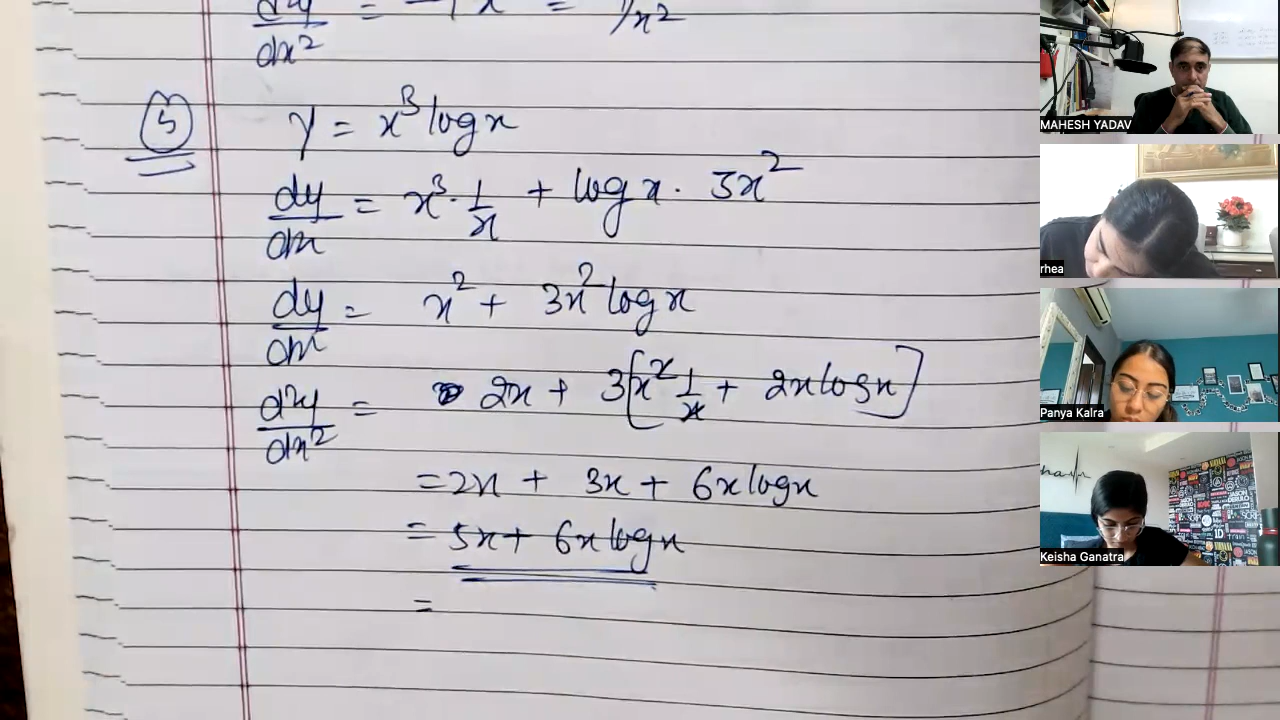 d²y/dx² = = 1/x²
5 y = x³ log x
dy/dx = x³ · 1/x + log x · 3x²
dy/dx = x² + 3x² log x
d²y/dx² = 2x + 3[x² 1/x + 2x log x]
= 2x + 3x + 6x log x
= 5x + 6x log x
=
MAHESH YADAV
rhea
Panya Kalra
Keisha Ganatra